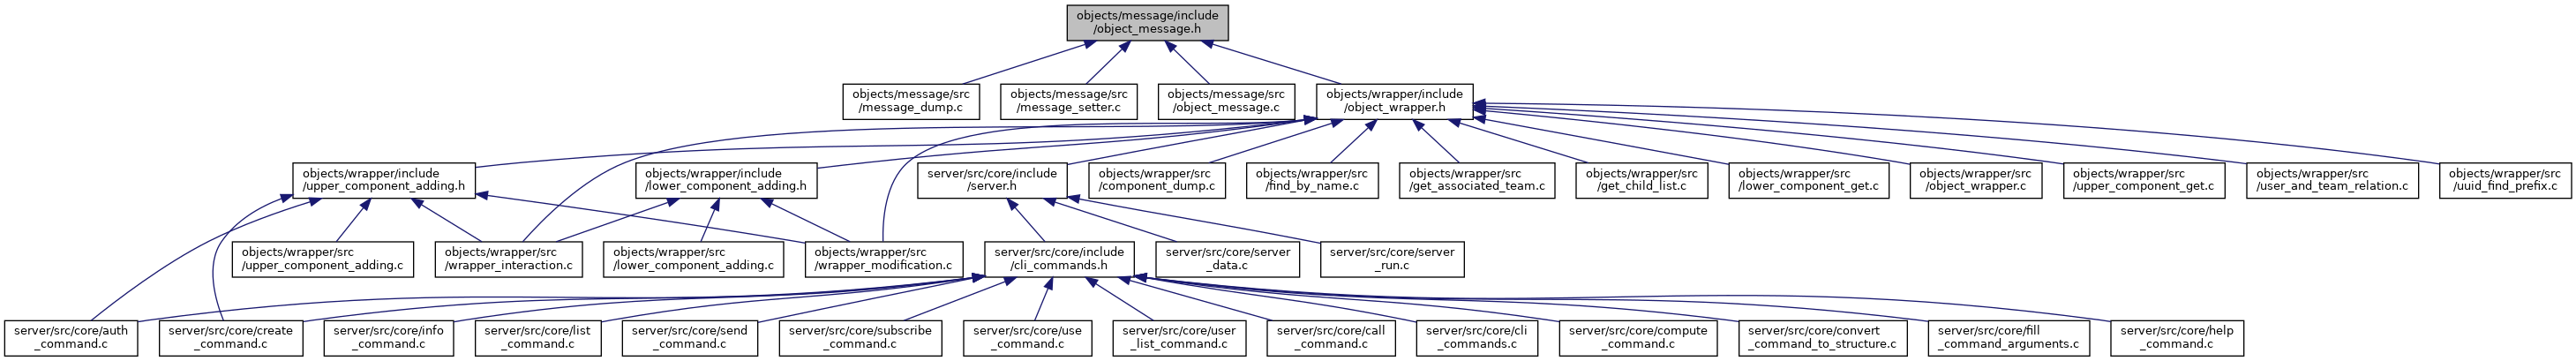 objects/message/include
/object_message.h
objects/message/src
/message_dump.c
objects/message/src
/message_setter.c
objects/message/src
/object_message.c
objects/wrapper/include
/object_wrapper.h
objects/wrapper/include
/upper_component_adding.h
objects/wrapper/include
/lower_component_adding.h
server/src/core/include
/server.h
objects/wrapper/src
/component_dump.c
objects/wrapper/src
/find_by_name.c
objects/wrapper/src
/get_associated_team.c
objects/wrapper/src
/get_child_list.c
objects/wrapper/src
/lower_component_get.c
objects/wrapper/src
/object_wrapper.c
objects/wrapper/src
/upper_component_get.c
objects/wrapper/src
/user_and_team_relation.c
objects/wrapper/src
/uuid_find_prefix.c
objects/wrapper/src
/upper_component_adding.c
objects/wrapper/src
/wrapper_interaction.c
objects/wrapper/src
/lower_component_adding.c
objects/wrapper/src
/wrapper_modification.c
server/src/core/include
/cli_commands.h
server/src/core/server
_data.c
server/src/core/server
_run.c
server/src/core/auth
_command.c
server/src/core/create
_command.c
server/src/core/info
_command.c
server/src/core/list
_command.c
server/src/core/send
_command.c
server/src/core/subscribe
_command.c
server/src/core/use
_command.c
server/src/core/user
_list_command.c
server/src/core/call
_command.c
server/src/core/cli
_commands.c
server/src/core/compute
_command.c
server/src/core/convert
_command_to_structure.c
server/src/core/fill
_command_arguments.c
server/src/core/help
_command.c